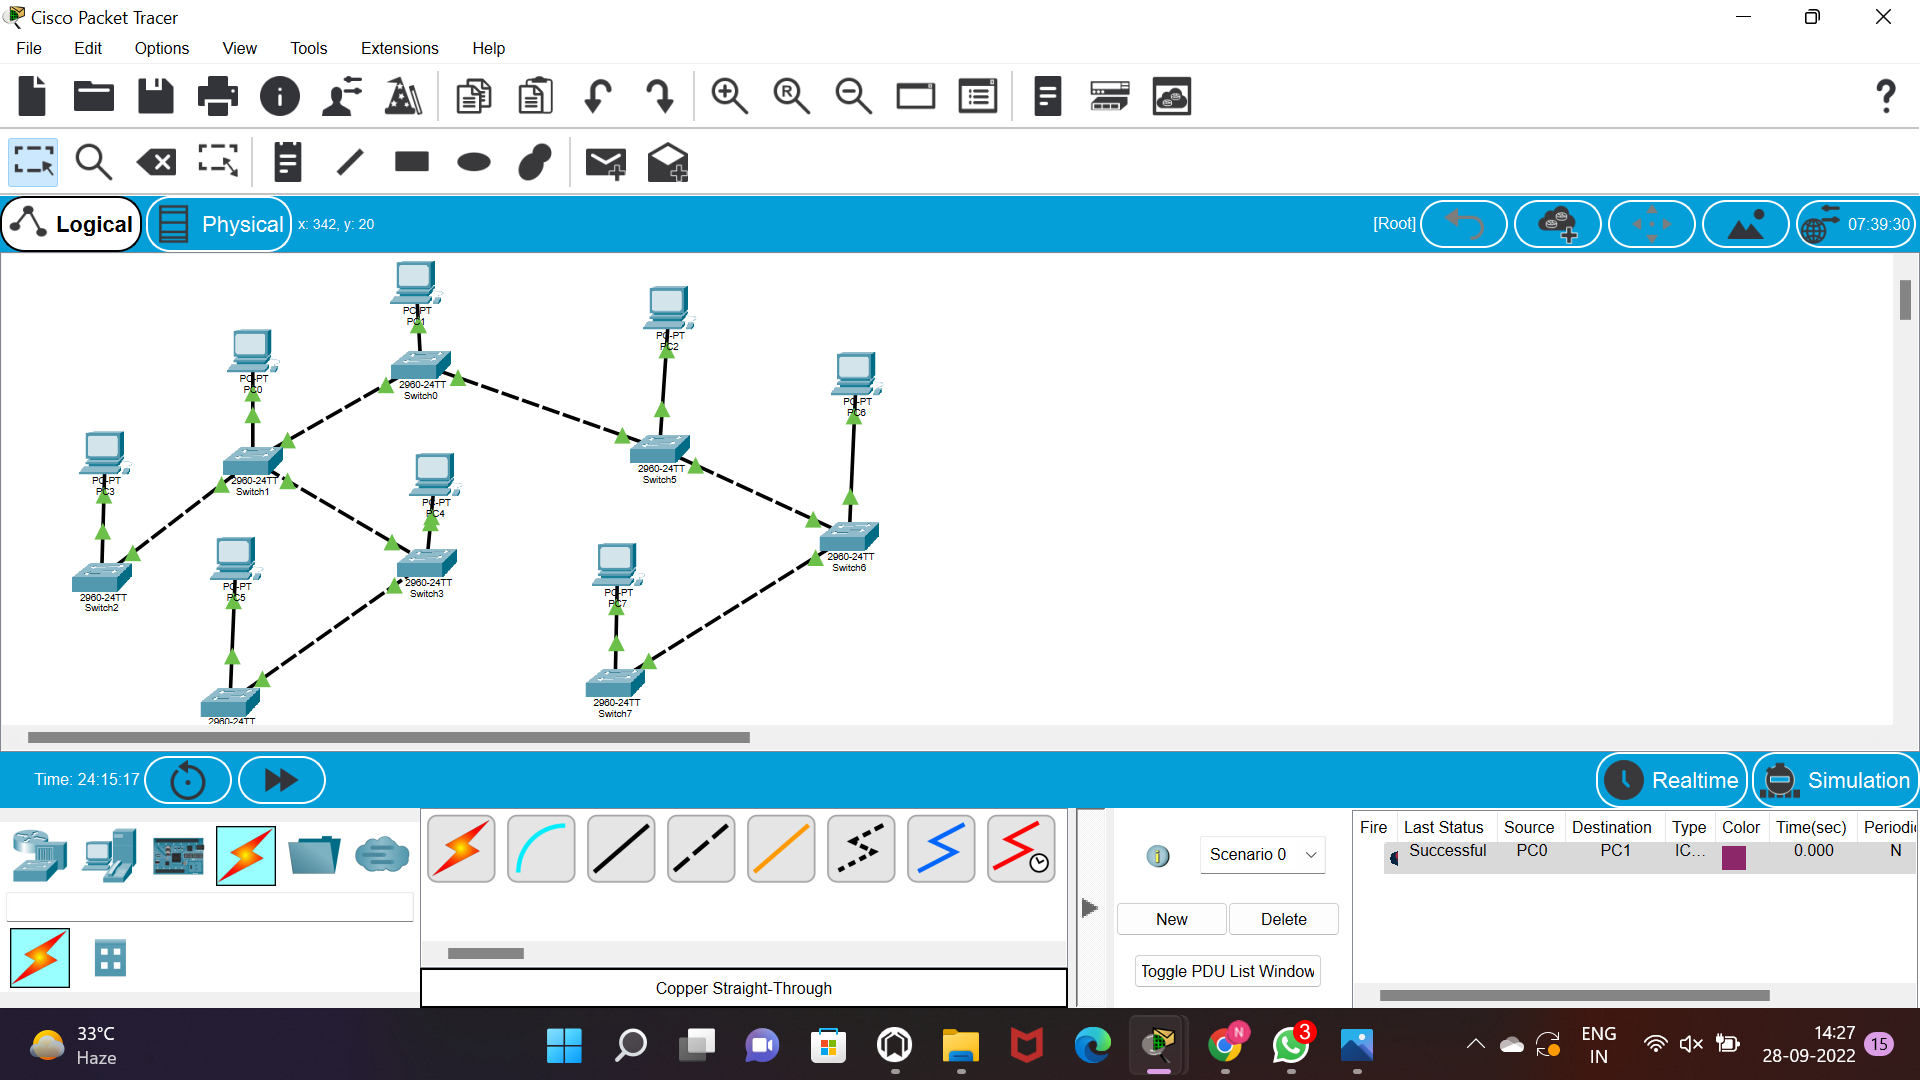 Cisco Packet Tracer
File Edit Options View Tools Extensions Help
Logical Physical x: 342, y: 20 [Root] 07:39:30
PC-PT
PC1
PC-PT
PC2
PC-PT
PC0
2960-24TT
Switch0
PC-PT
PC6
PC-PT
PC3
2960-24TT
Switch1
2960-24TT
Switch5
PC-PT
PC4
2960-24TT
Switch6
PC-PT
PC5
2960-24TT
Switch3
PC-PT
PC7
2960-24TT
Switch2
2960-24TT
Switch7
2960-24TT
Time: 24:15:17 Realtime Simulation
Fire Last Status Source Destination Type Color Time(sec) Periodi
Successful PC0 PC1 IC... 0.000 N
Scenario 0
New Delete
Toggle PDU List Window
Copper Straight-Through
33°C
Haze
N
3
ENG
IN
14:27
28-09-2022
15